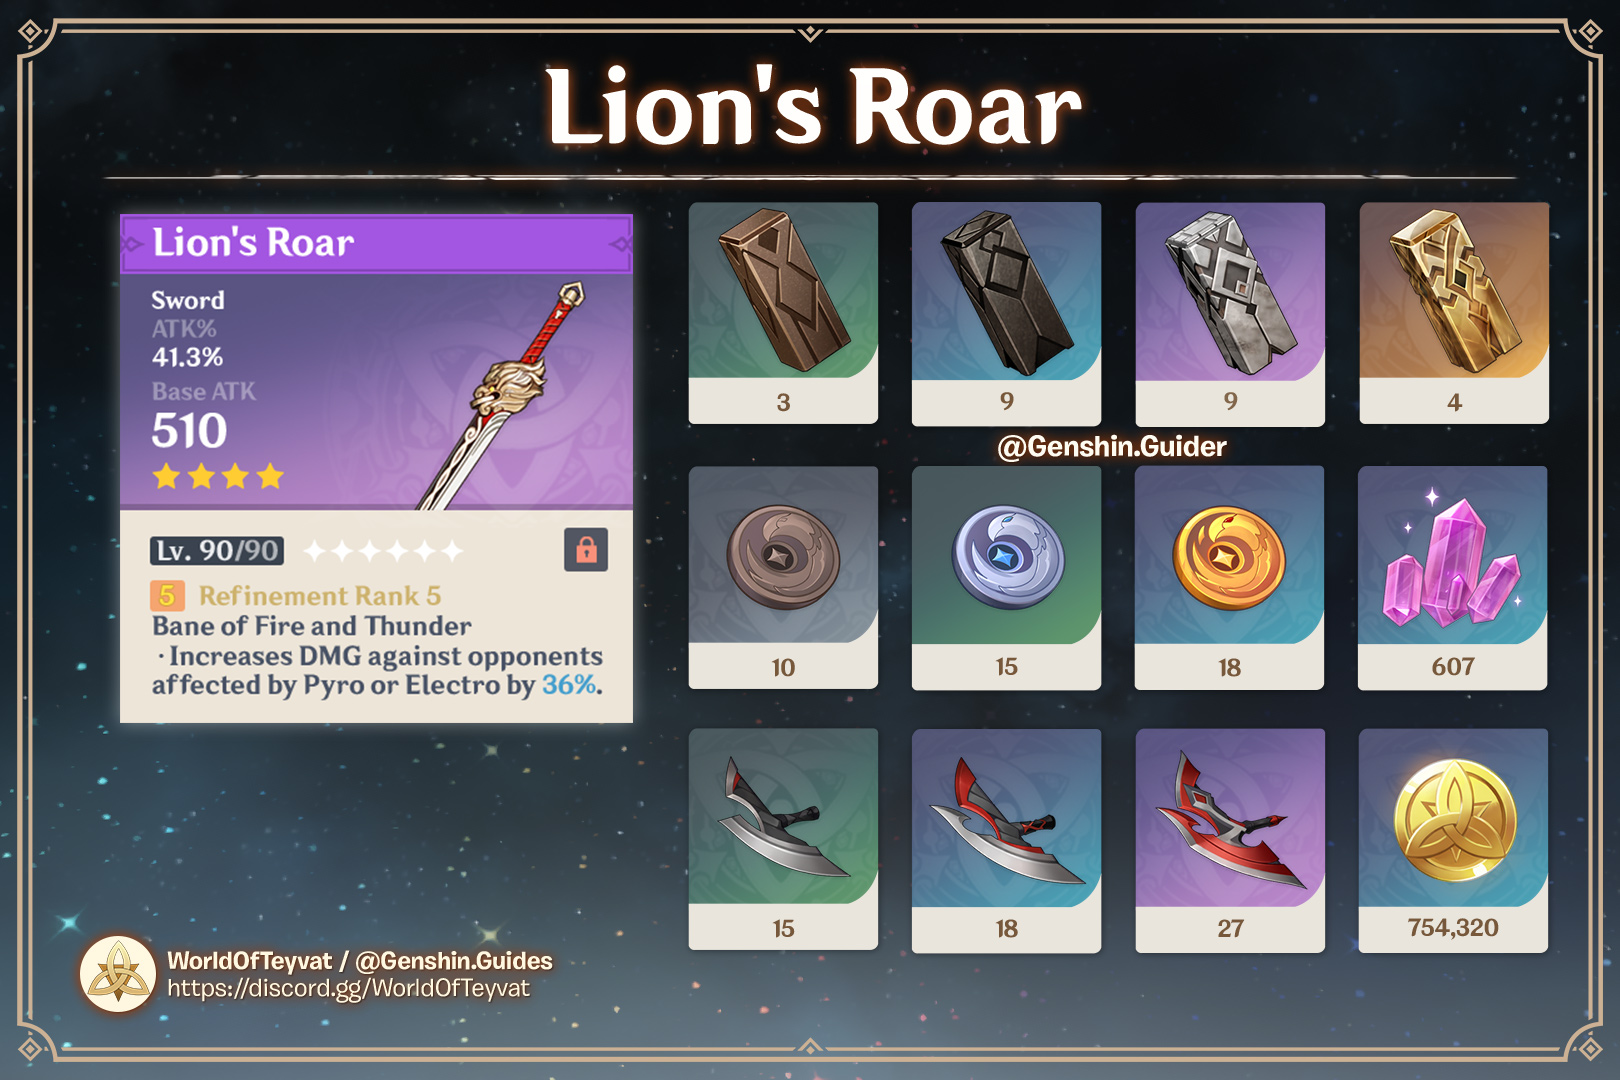 Lion's Roar
Lion's Roar
Sword
ATK%
41.3%
Base ATK
510
Lv. 90/90
5 Refinement Rank 5
Bane of Fire and Thunder
· Increases DMG against opponents
affected by Pyro or Electro by 36%.
3
9
9
4
@Genshin.Guider
10
15
18
607
15
18
27
754,320
WorldOfTeyvat / @Genshin.Guides
https://discord.gg/WorldOfTeyvat